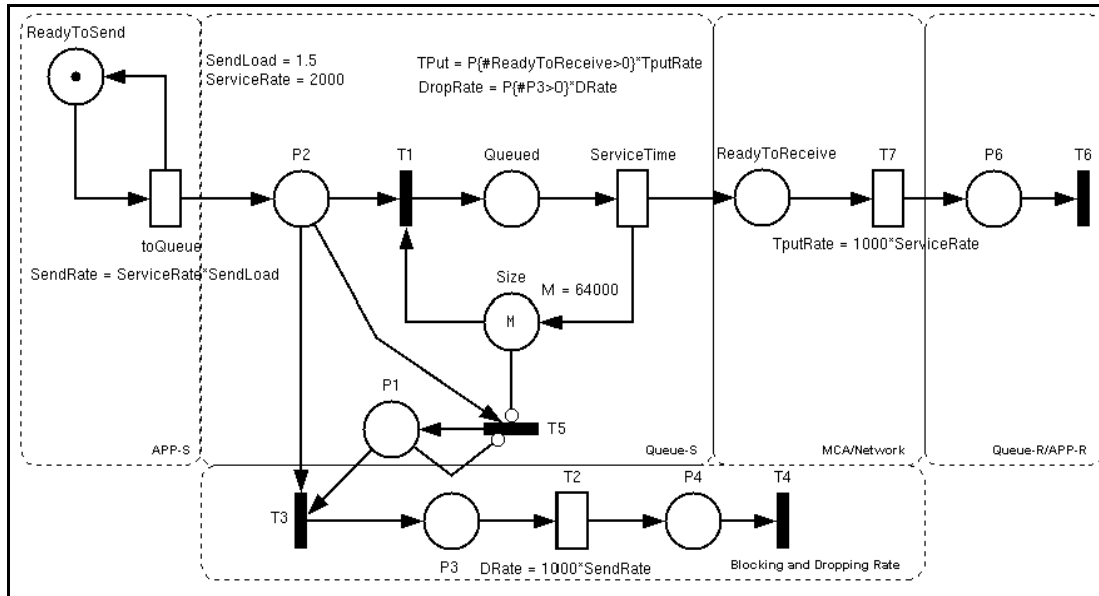 ReadyToSend
SendLoad = 1.5
ServiceRate = 2000
TPut = P{#ReadyToReceive>0}*TputRate
DropRate = P{#P3>0}*DRate
P2
T1
Queued
ServiceTime
ReadyToReceive
T7
P6
T6
toQueue
SendRate = ServiceRate*SendLoad
TputRate = 1000*ServiceRate
Size
M = 64000
M
P1
T5
APP-S
Queue-S
MCA/Network
Queue-R/APP-R
T3
T2
P4
T4
P3
DRate = 1000*SendRate
Blocking and Dropping Rate